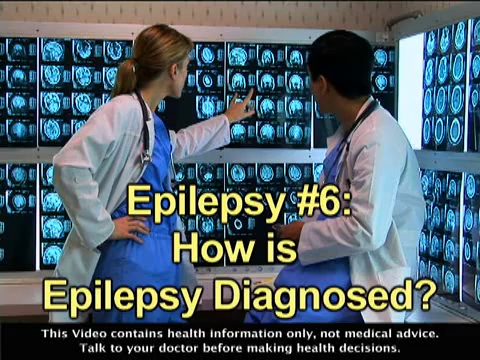 Epilepsy #6:
How is
Epilepsy Diagnosed?
This Video contains health information only, not medical advice.
Talk to your doctor before making health decisions.